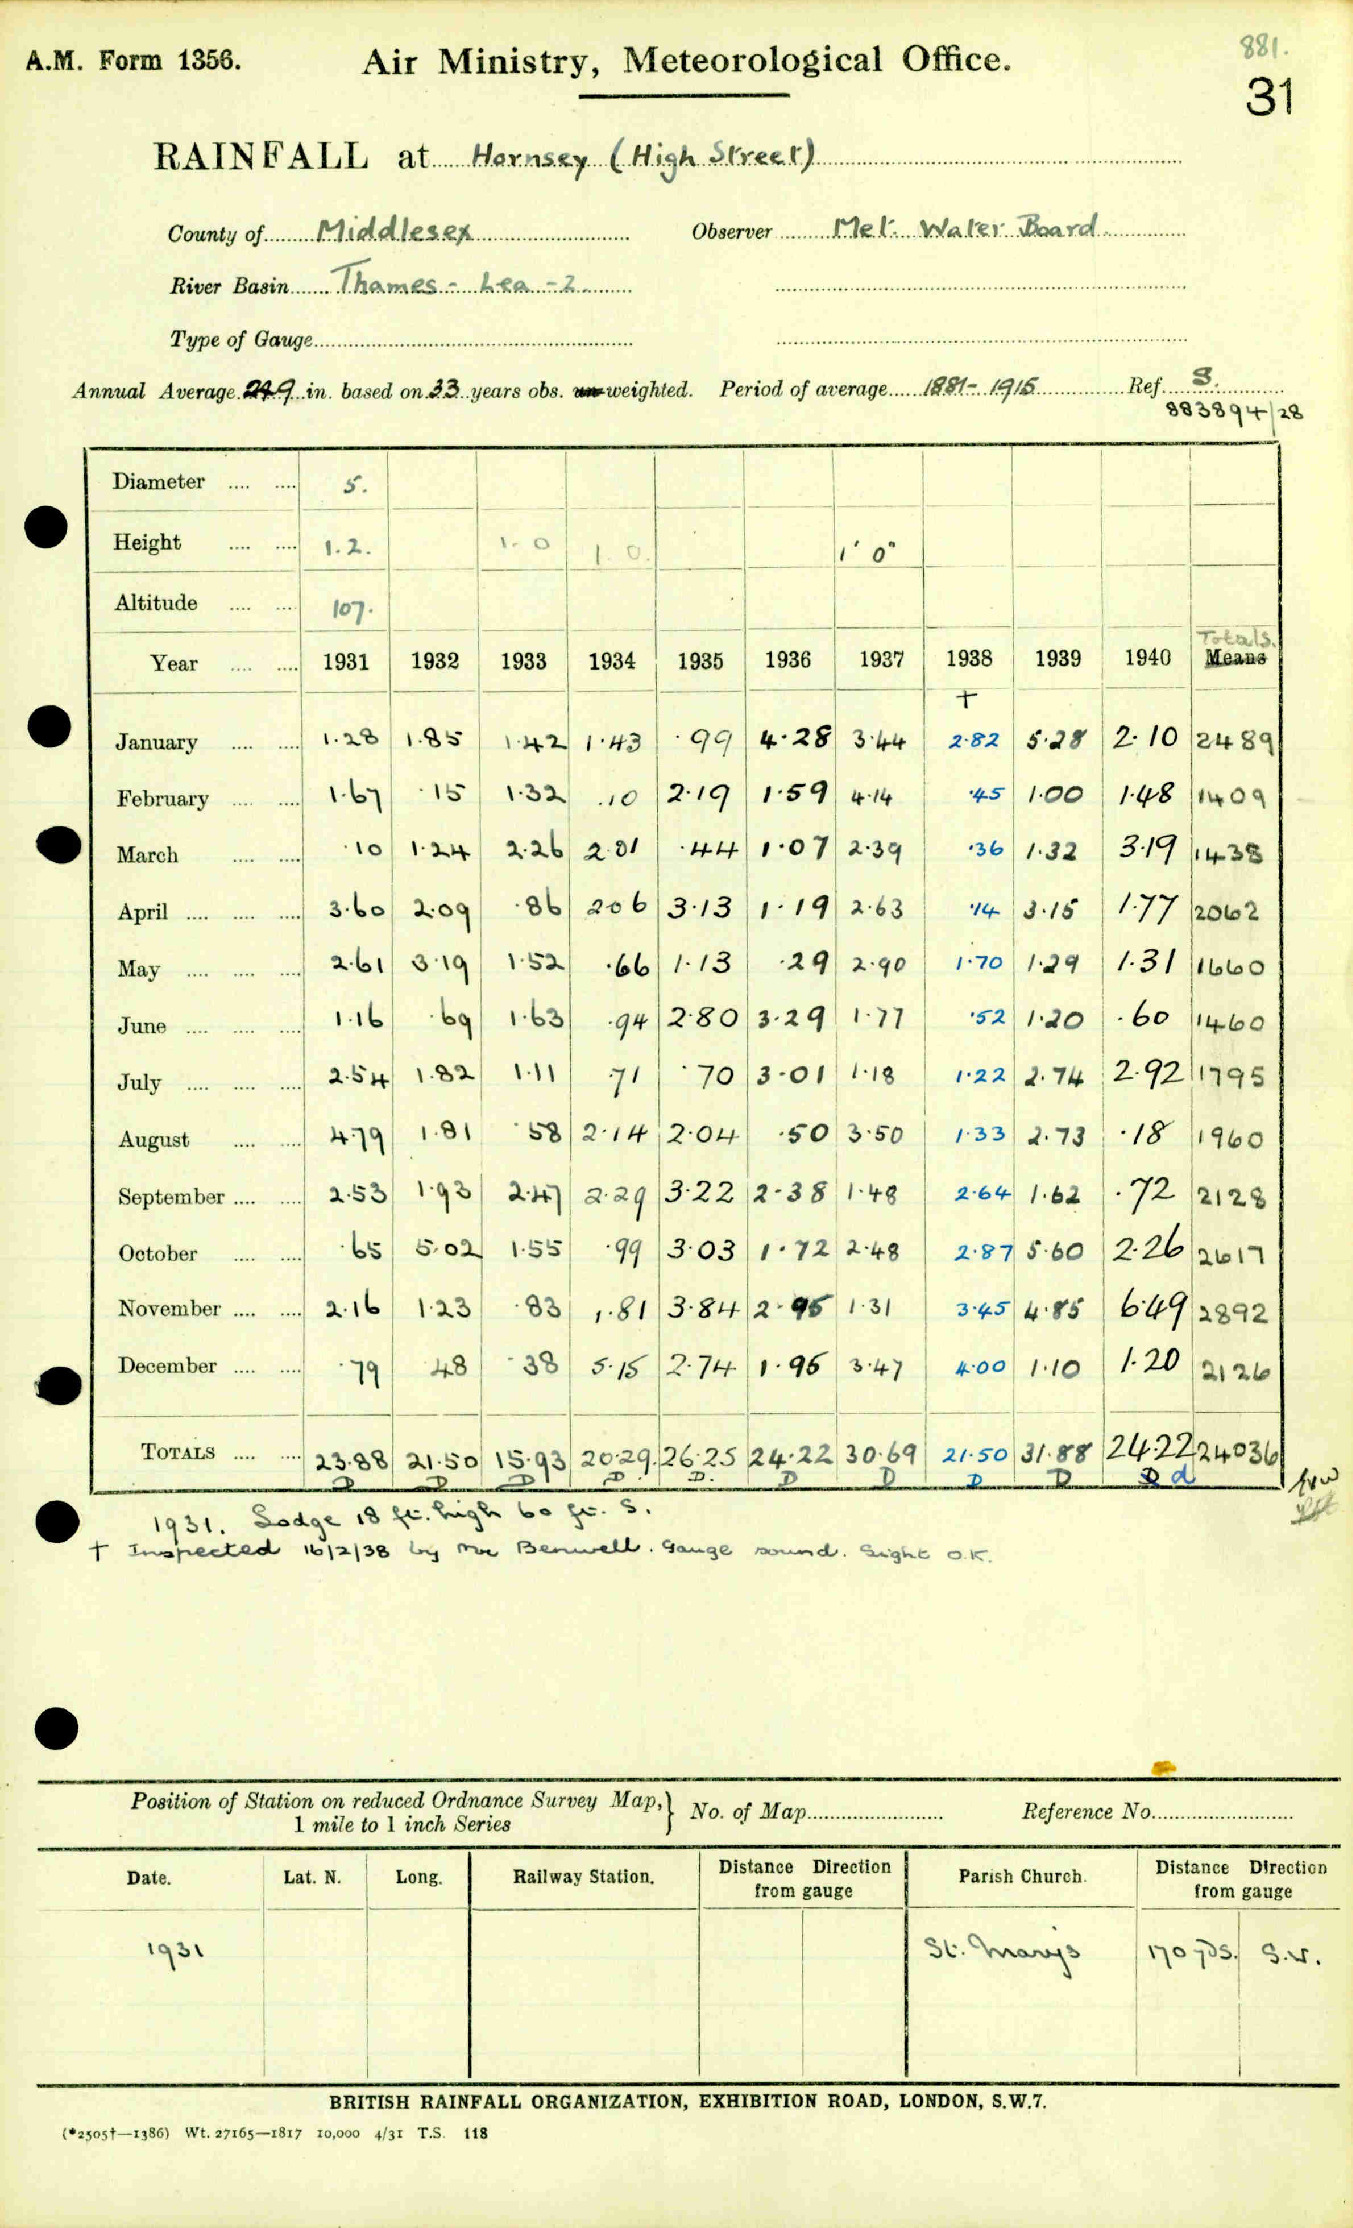 881.
A.M. Form 1356. Air Ministry, Meteorological Office.
31
RAINFALL at Hornsey (High Street)
County of Middlesex Observer Met. Water Board
River Basin Thames - Lea - 2
Type of Gauge
Annual Average 24.9 in. based on 33 years obs. un-weighted. Period of average 1881-1915 Ref S.
883894/28
Diameter .... .... 5.
Height .... .... 1.2. 1.0 1.0. 1' 0"
Altitude .... .... 107.
Totals.
Year .... .... 1931 1932 1933 1934 1935 1936 1937 1938 1939 1940 Means
†
January .... .... 1.28 1.85 1.42 1.43 .99 4.28 3.44 2.82 5.28 2.10 2489
February .... .... 1.67 .15 1.32 .10 2.19 1.59 4.14 .45 1.00 1.48 1409
March .... .... .10 1.24 2.26 2.01 .44 1.07 2.39 .36 1.32 3.19 1438
April .... .... .... 3.60 2.09 .86 2.06 3.13 1.19 2.63 .14 3.15 1.77 2062
May .... .... .... 2.61 3.19 1.52 .66 1.13 .29 2.90 1.70 1.29 1.31 1660
June .... .... .... 1.16 .69 1.63 .94 2.80 3.29 1.77 .52 1.20 .60 1460
July .... .... .... 2.54 1.82 1.11 .71 .70 3.01 1.18 1.22 2.74 2.92 1795
August .... .... 4.79 1.81 .58 2.14 2.04 .50 3.50 1.33 2.73 .18 1960
September .... .... 2.53 1.93 2.47 2.29 3.22 2.38 1.48 2.64 1.62 .72 2128
October .... .... .65 5.02 1.55 .99 3.03 1.72 2.48 2.87 5.60 2.26 2617
November .... .... 2.16 1.23 .83 1.81 3.84 2.95 1.31 3.45 4.85 6.49 2892
December .... .... .79 .48 .38 5.15 2.74 1.95 3.47 4.00 1.10 1.20 2126
TOTALS .... .... 23.88 21.50 15.93 20.29. 26.25 24.22 30.69 21.50 31.88 24.22 24036
D D D D. D. D D D D D d
1931. Lodge 18 ft. high 60 ft. S.
† Inspected 16/2/38 by Mr Benwell. Gauge sound. Sight O.K.
Position of Station on reduced Ordnance Survey Map,} No. of Map Reference No.
1 mile to 1 inch Series
Date. Lat. N. Long. Railway Station. Distance Direction from gauge Parish Church. Distance Direction from gauge
1931 St. Mary's 170 yds. S.W.
BRITISH RAINFALL ORGANIZATION, EXHIBITION ROAD, LONDON, S.W.7.
(*2505†—1386) Wt. 27165—1817 10,000 4/31 T.S. 118